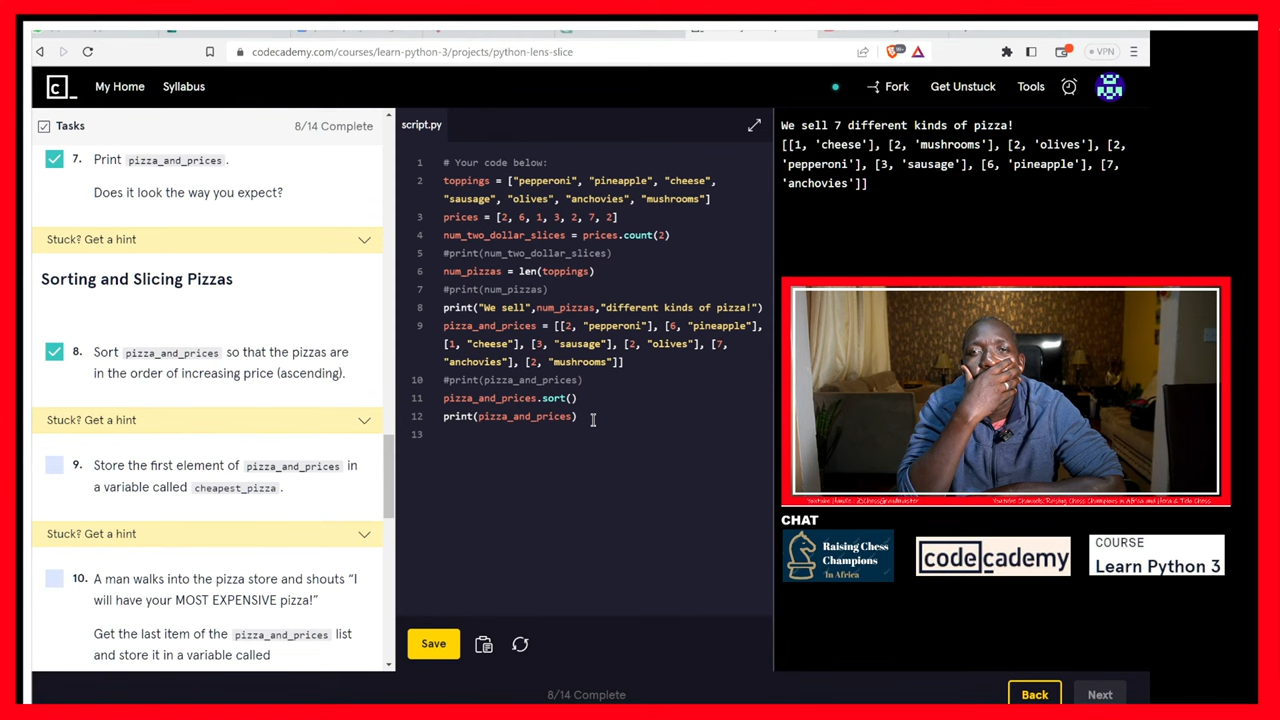 codecademy.com/courses/learn-python-3/projects/python-lens-slice
VPN
c_
My Home
Syllabus
Fork
Get Unstuck
Tools
Tasks
8/14 Complete
7. Print pizza_and_prices.
Does it look the way you expect?
Stuck? Get a hint
Sorting and Slicing Pizzas
8. Sort pizza_and_prices so that the pizzas are
in the order of increasing price (ascending).
Stuck? Get a hint
9. Store the first element of pizza_and_prices in
a variable called cheapest_pizza.
Stuck? Get a hint
10. A man walks into the pizza store and shouts “I
will have your MOST EXPENSIVE pizza!”
Get the last item of the pizza_and_prices list
and store it in a variable called
script.py
1 # Your code below:
2 toppings = ["pepperoni", "pineapple", "cheese",
"sausage", "olives", "anchovies", "mushrooms"]
3 prices = [2, 6, 1, 3, 2, 7, 2]
4 num_two_dollar_slices = prices.count(2)
5 #print(num_two_dollar_slices)
6 num_pizzas = len(toppings)
7 #print(num_pizzas)
8 print("We sell",num_pizzas,"different kinds of pizza!")
9 pizza_and_prices = [[2, "pepperoni"], [6, "pineapple"],
[1, "cheese"], [3, "sausage"], [2, "olives"], [7,
"anchovies"], [2, "mushrooms"]]
10 #print(pizza_and_prices)
11 pizza_and_prices.sort()
12 print(pizza_and_prices)
13
Save
We sell 7 different kinds of pizza!
[[1, 'cheese'], [2, 'mushrooms'], [2, 'olives'], [2,
'pepperoni'], [3, 'sausage'], [6, 'pineapple'], [7,
'anchovies']]
CHAT
Raising Chess
Champions
In Africa
codecademy
COURSE
Learn Python 3
8/14 Complete
Back
Next